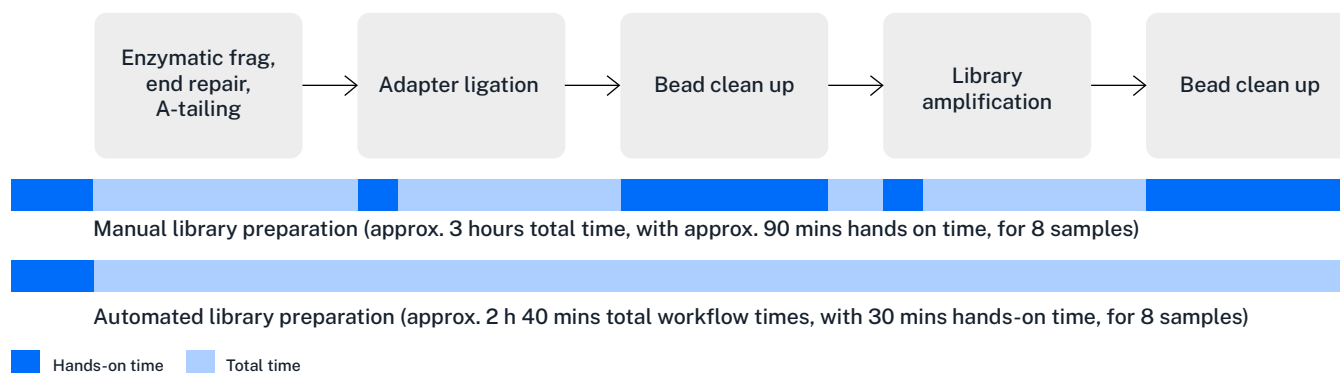 Enzymatic frag,
end repair,
A-tailing
Adapter ligation
Bead clean up
Library
amplification
Bead clean up
Manual library preparation (approx. 3 hours total time, with approx. 90 mins hands on time, for 8 samples)
Automated library preparation (approx. 2 h 40 mins total workflow times, with 30 mins hands-on time, for 8 samples)
Hands-on time
Total time